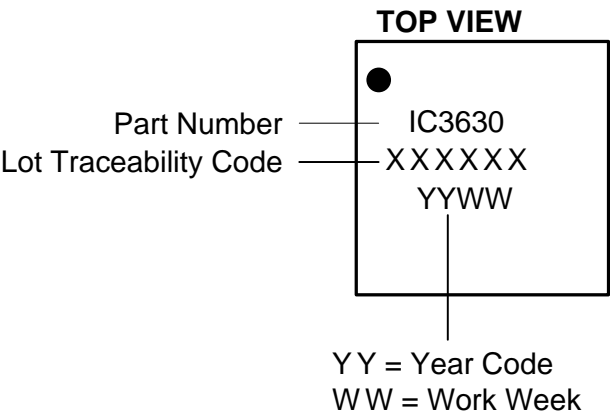 TOP VIEW
Part Number
IC3630
Lot Traceability Code
XXXXXX
YYWW
YY = Year Code
WW = Work Week